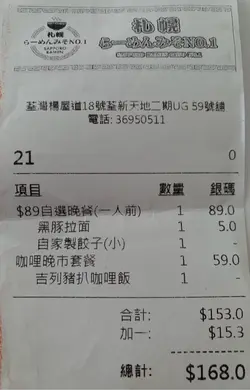 札幌
らーめんみそNO.1
SAPPORO
札幌
らーめんみそNO.1
荃灣楊屋道18號荃新天地二期UG 59號舖
電話: 36950511
21 0
項目 數量 銀碼
$89自選晚餐(一人前) 1 89.0
黑豚拉面 1 5.0
自家製餃子(小) 1 -
咖哩晚市套餐 1 59.0
吉列豬扒咖哩飯 1 -
合計: $153.0
加一: $15.3
總計: $168.0